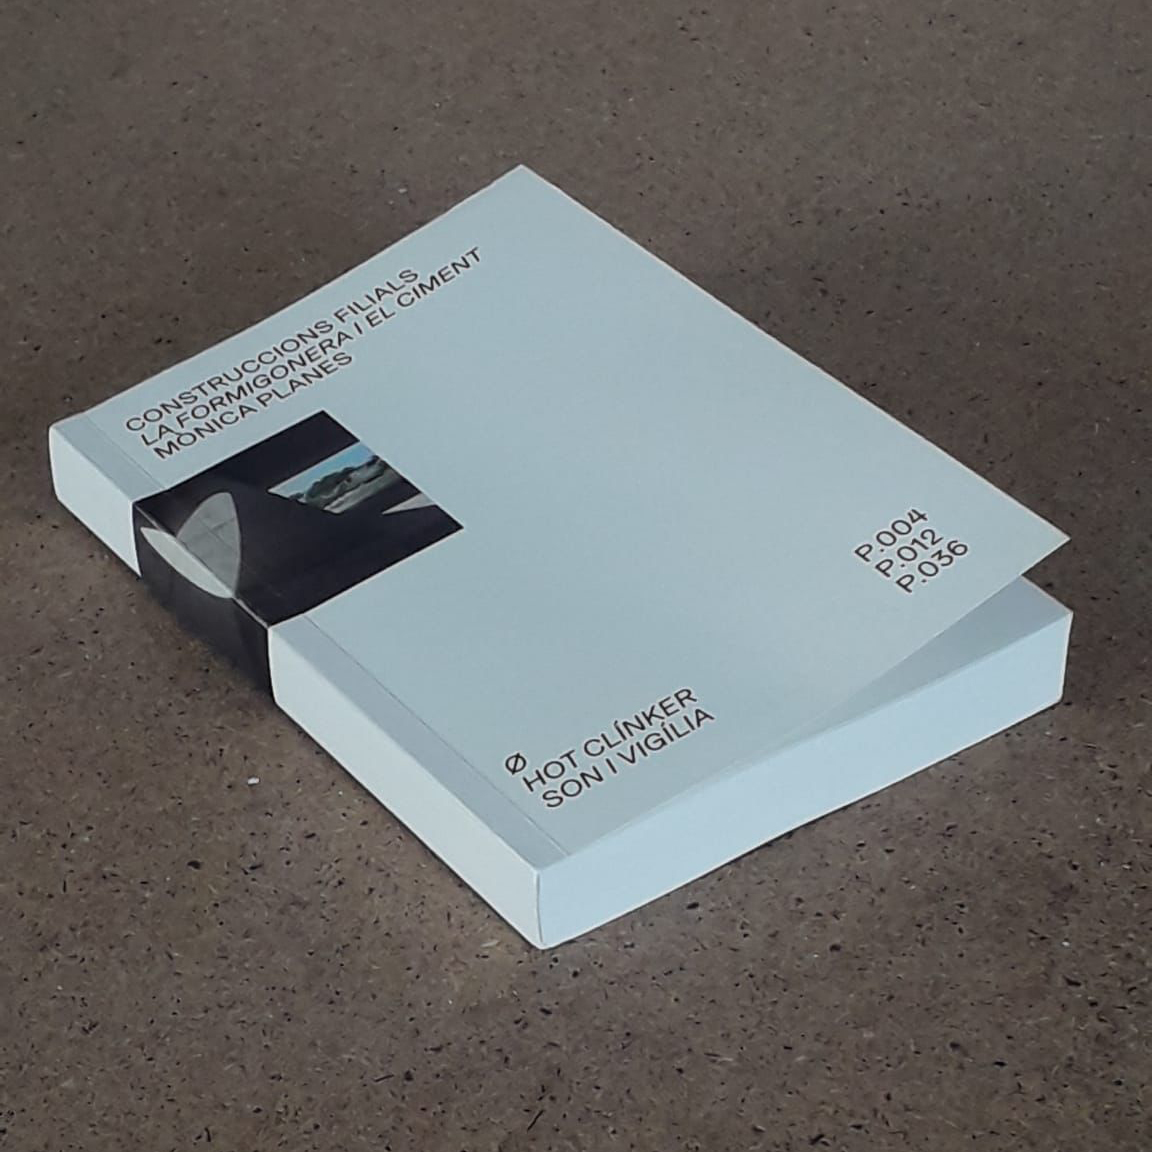 CONSTRUCCIONS FILIALS
LA FORMIGONERA I EL CIMENT
MÒNICA PLANES
P.004
P.012
P.036
Ø
HOT CLÍNKER
SON I VIGÍLIA